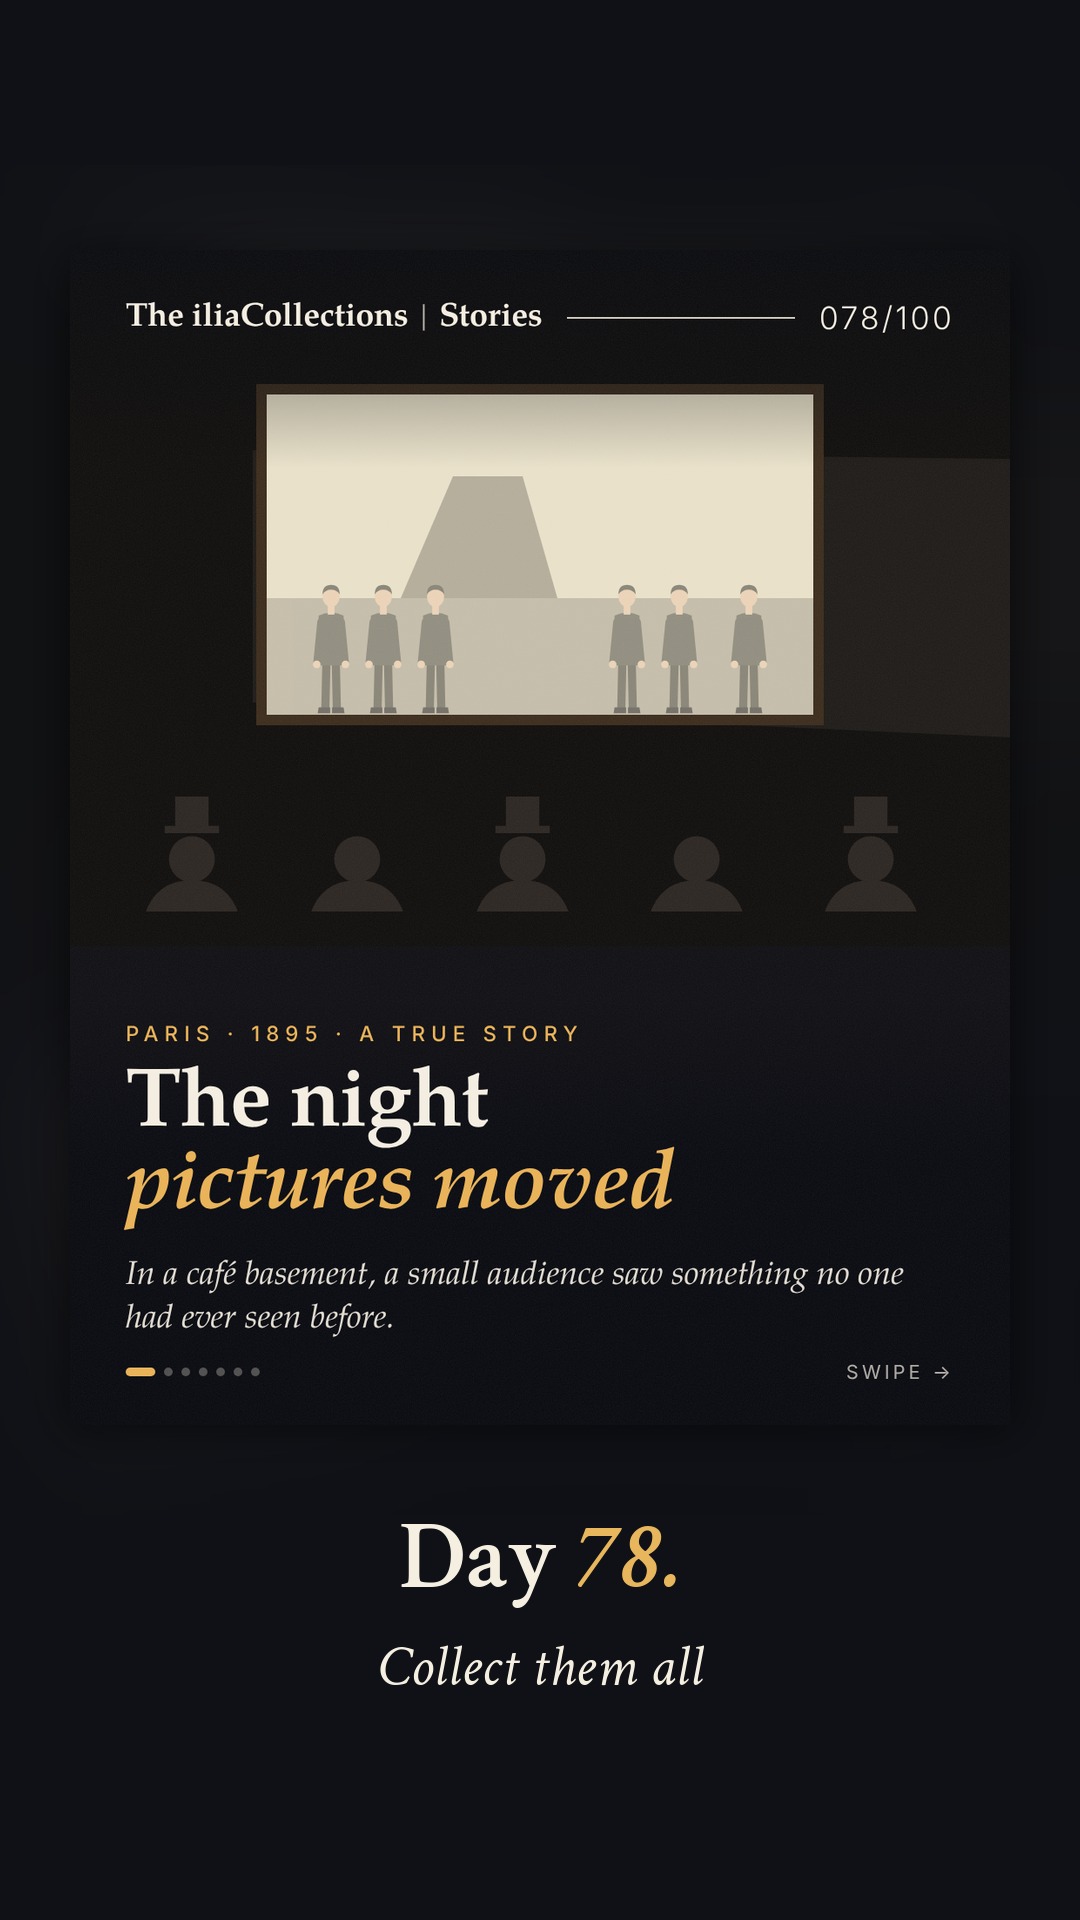 The iliaCollections | Stories 078/100
PARIS · 1895 · A TRUE STORY
The night
pictures moved
In a café basement, a small audience saw something no one
had ever seen before.
SWIPE →
Day 78.
Collect them all